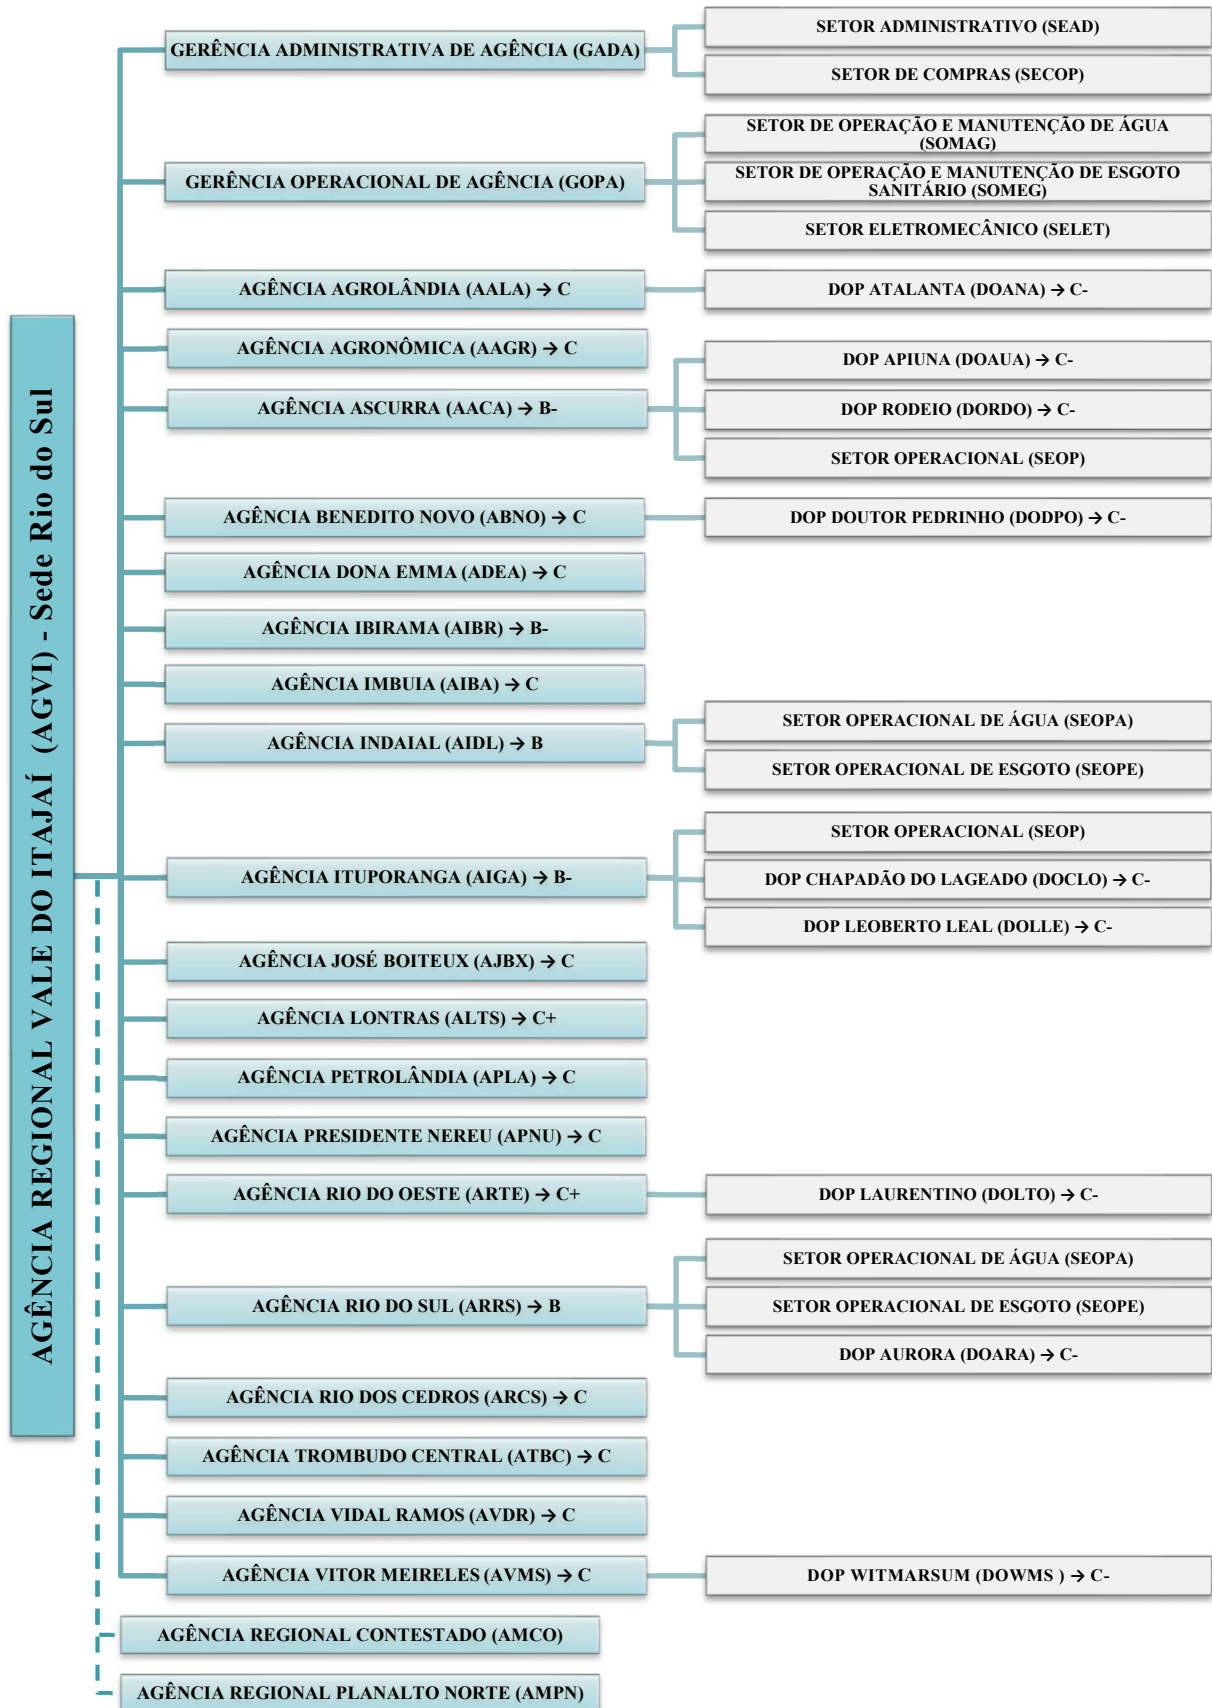 AGÊNCIA REGIONAL VALE DO ITAJAÍ (AGVI) - Sede Rio do Sul
GERÊNCIA ADMINISTRATIVA DE AGÊNCIA (GADA)
SETOR ADMINISTRATIVO (SEAD)
SETOR DE COMPRAS (SECOP)
GERÊNCIA OPERACIONAL DE AGÊNCIA (GOPA)
SETOR DE OPERAÇÃO E MANUTENÇÃO DE ÁGUA
(SOMAG)
SETOR DE OPERAÇÃO E MANUTENÇÃO DE ESGOTO
SANITÁRIO (SOMEG)
SETOR ELETROMECÂNICO (SELET)
AGÊNCIA AGROLÂNDIA (AALA) → C
DOP ATALANTA (DOANA) → C-
AGÊNCIA AGRONÔMICA (AAGR) → C
AGÊNCIA ASCURRA (AACA) → B-
DOP APIUNA (DOAUA) → C-
DOP RODEIO (DORDO) → C-
SETOR OPERACIONAL (SEOP)
AGÊNCIA BENEDITO NOVO (ABNO) → C
DOP DOUTOR PEDRINHO (DODPO) → C-
AGÊNCIA DONA EMMA (ADEA) → C
AGÊNCIA IBIRAMA (AIBR) → B-
AGÊNCIA IMBUIA (AIBA) → C
AGÊNCIA INDAIAL (AIDL) → B
SETOR OPERACIONAL DE ÁGUA (SEOPA)
SETOR OPERACIONAL DE ESGOTO (SEOPE)
AGÊNCIA ITUPORANGA (AIGA) → B-
SETOR OPERACIONAL (SEOP)
DOP CHAPADÃO DO LAGEADO (DOCLO) → C-
DOP LEOBERTO LEAL (DOLLE) → C-
AGÊNCIA JOSÉ BOITEUX (AJBX) → C
AGÊNCIA LONTRAS (ALTS) → C+
AGÊNCIA PETROLÂNDIA (APLA) → C
AGÊNCIA PRESIDENTE NEREU (APNU) → C
AGÊNCIA RIO DO OESTE (ARTE) → C+
DOP LAURENTINO (DOLTO) → C-
AGÊNCIA RIO DO SUL (ARRS) → B
SETOR OPERACIONAL DE ÁGUA (SEOPA)
SETOR OPERACIONAL DE ESGOTO (SEOPE)
DOP AURORA (DOARA) → C-
AGÊNCIA RIO DOS CEDROS (ARCS) → C
AGÊNCIA TROMBUDO CENTRAL (ATBC) → C
AGÊNCIA VIDAL RAMOS (AVDR) → C
AGÊNCIA VITOR MEIRELES (AVMS) → C
DOP WITMARSUM (DOWMS ) → C-
AGÊNCIA REGIONAL CONTESTADO (AMCO)
AGÊNCIA REGIONAL PLANALTO NORTE (AMPN)